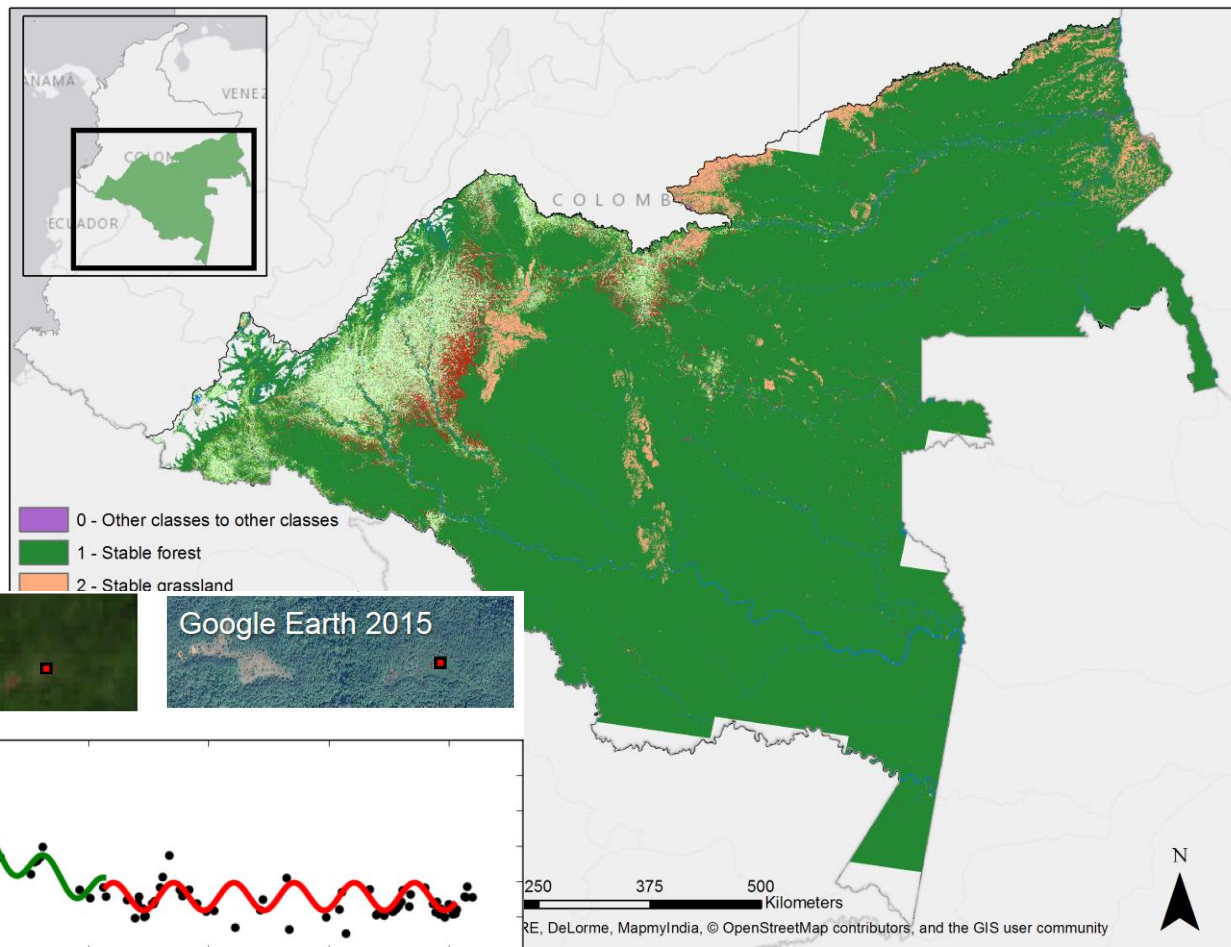 ANAMÁ
VENEZ
COLOM
ECUADOR
COLOMB
0 - Other classes to other classes
1 - Stable forest
2 - Stable grassland
Google Earth 2015
N
250 375 500
Kilometers
RE, DeLorme, MapmyIndia, © OpenStreetMap contributors, and the GIS user community